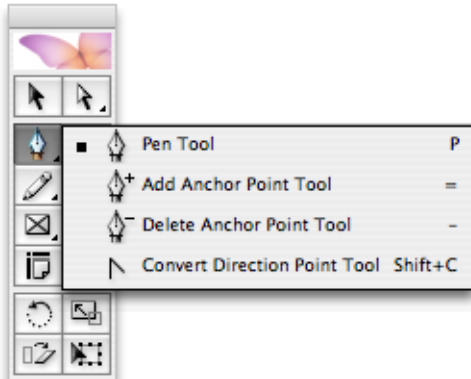 Pen Tool P
Add Anchor Point Tool =
Delete Anchor Point Tool -
Convert Direction Point Tool Shift+C